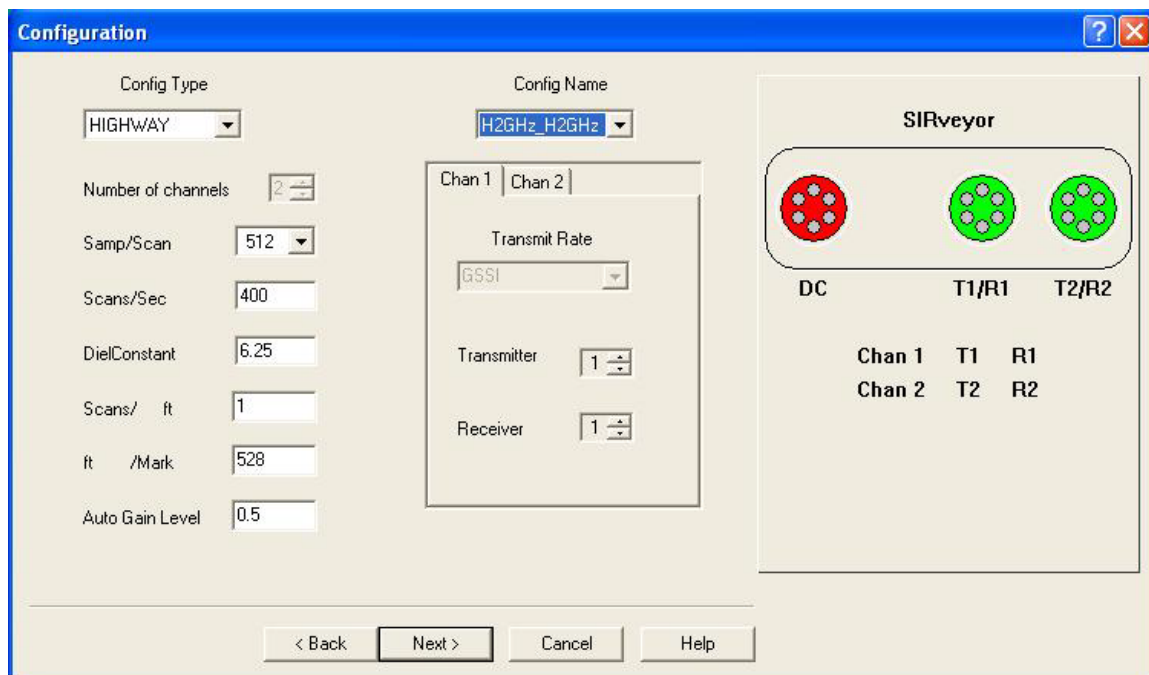 Configuration
Config Type
HIGHWAY
Number of channels 2
Samp/Scan 512
Scans/Sec 400
DielConstant 6.25
Scans/ ft 1
ft /Mark 528
Auto Gain Level 0.5
Config Name
H2GHz_H2GHz
Chan 1 Chan 2
Transmit Rate
GSSI
Transmitter 1
Receiver 1
SIRveyor
DC T1/R1 T2/R2
Chan 1 T1 R1
Chan 2 T2 R2
< Back Next > Cancel Help